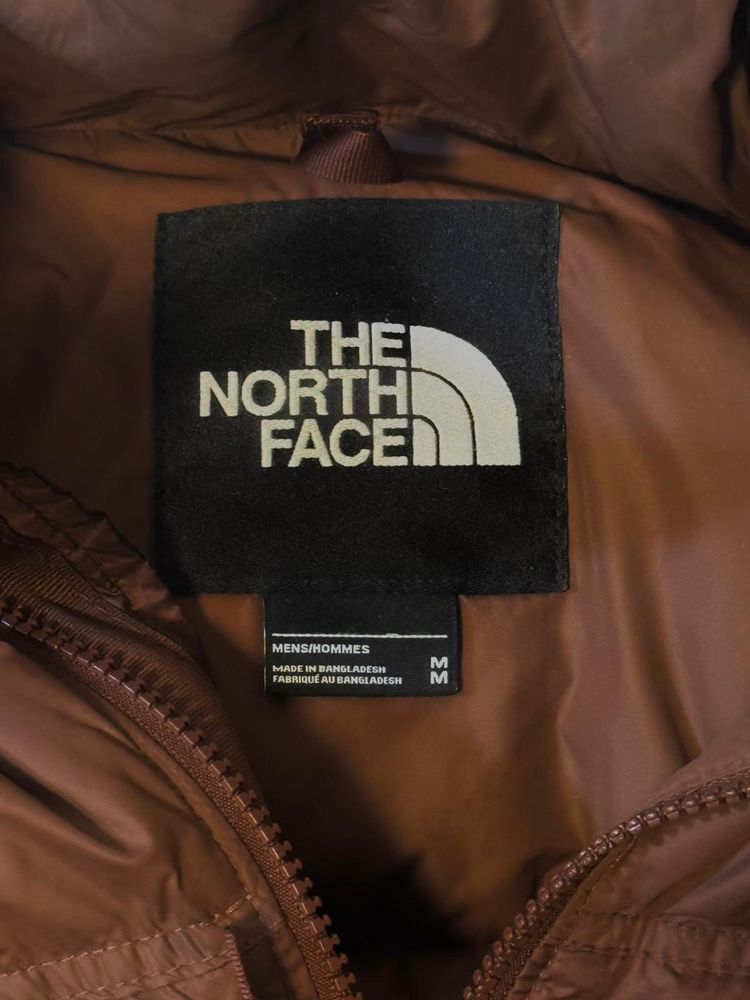 THE
NORTH
FACE
MENS/HOMMES
MADE IN BANGLADESH M
FABRIQUÉ AU BANGLADESH M